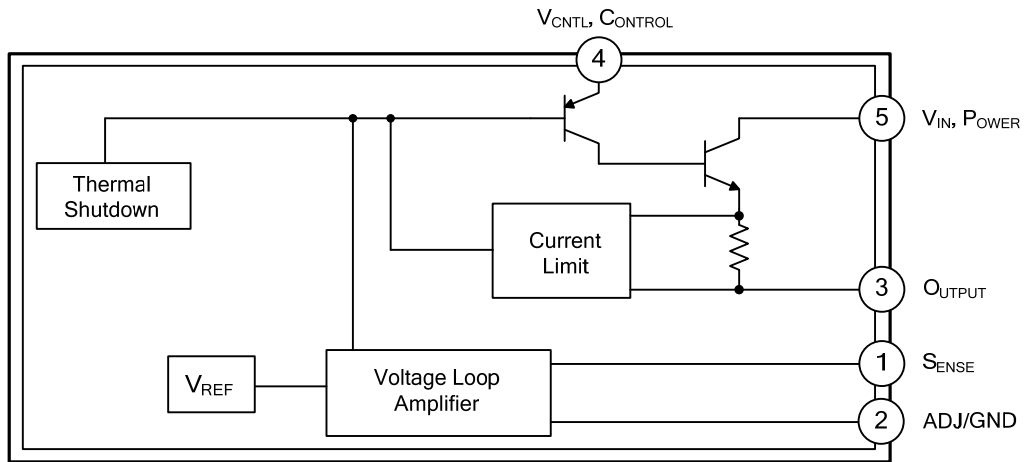 VCNTL, CONTROL
4
5
VIN, POWER
Thermal
Shutdown
Current
Limit
3
OUTPUT
1
SENSE
VREF
Voltage Loop
Amplifier
2
ADJ/GND